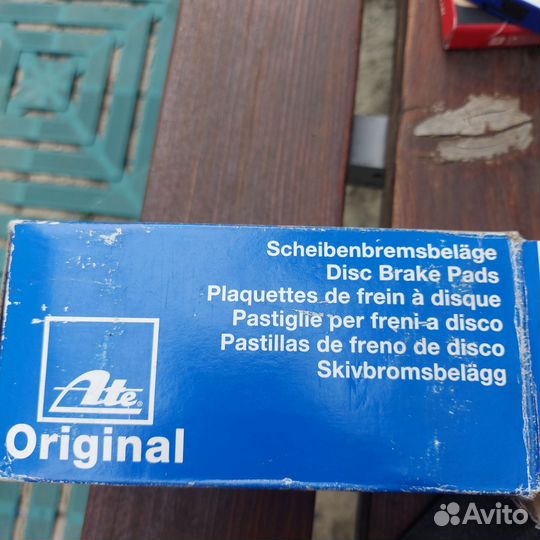 Scheibenbremsbeläge
Disc Brake Pads
Plaquettes de frein à disque
Pastiglie per freni a disco
Pastillas de freno de disco
Skivbromsbelägg
Ate®
Original
Avito